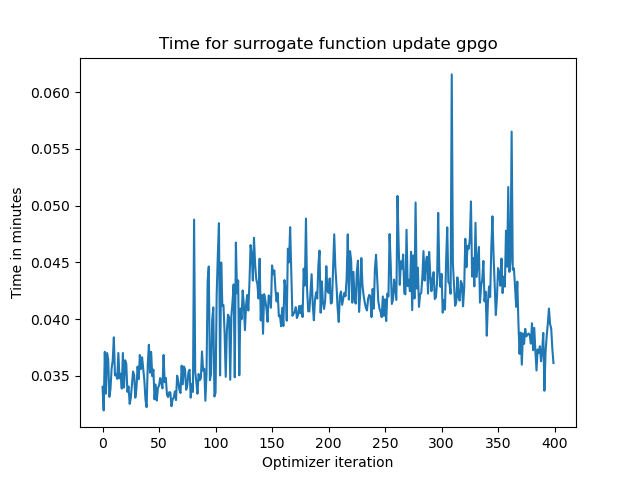 Time for surrogate function update gpgo
0.060
0.055
0.050
0.045
0.040
0.035
Time in minutes
0 50 100 150 200 250 300 350 400
Optimizer iteration